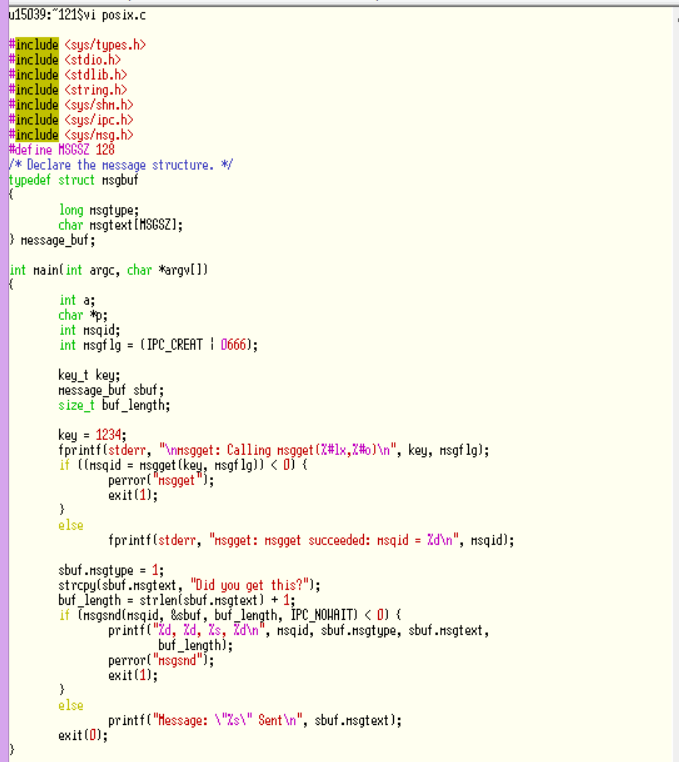 u15039:~121$vi posix.c
#include <sys/types.h>
#include <stdio.h>
#include <stdlib.h>
#include <string.h>
#include <sys/shm.h>
#include <sys/ipc.h>
#include <sys/msg.h>
#define MSGSZ 128
/* Declare the message structure. */
typedef struct msgbuf
{
        long msgtype;
        char msgtext[MSGSZ];
} message_buf;
int main(int argc, char *argv[])
{
        int a;
        char *p;
        int msqid;
        int msgflg = (IPC_CREAT | 0666);
        key_t key;
        message_buf sbuf;
        size_t buf_length;
        key = 1234;
        fprintf(stderr, "\nmsgget: Calling msgget(%#lx,%#o)\n", key, msgflg);
        if ((msqid = msgget(key, msgflg)) < 0) {
                perror("msgget");
                exit(1);
        }
        else
                fprintf(stderr, "msgget: msgget succeeded: msqid = %d\n", msqid);
        sbuf.msgtype = 1;
        strcpy(sbuf.msgtext, "Did you get this?");
        buf_length = strlen(sbuf.msgtext) + 1;
        if (msgsnd(msqid, &sbuf, buf_length, IPC_NOWAIT) < 0) {
                printf("%d, %d, %s, %d\n", msqid, sbuf.msgtype, sbuf.msgtext,
                        buf_length);
                perror("msgsnd");
                exit(1);
        }
        else
                printf("Message: \"%s\" Sent\n", sbuf.msgtext);
        exit(0);
}